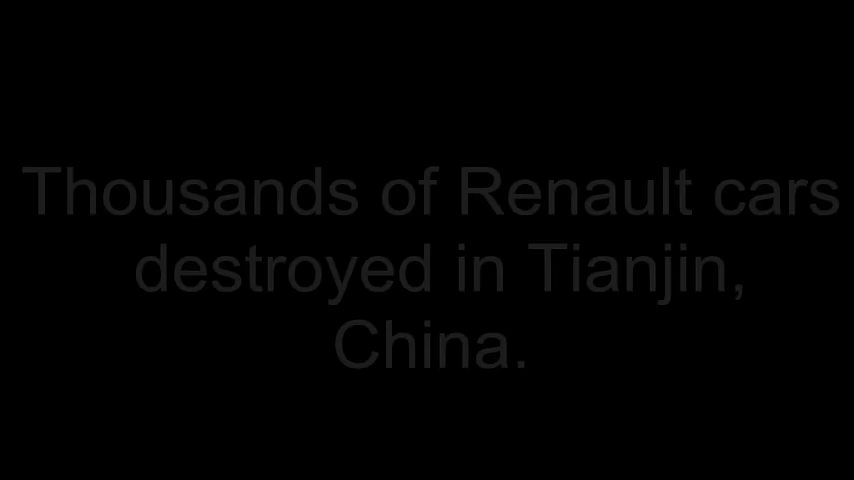 Thousands of Renault cars
destroyed in Tianjin,
China.